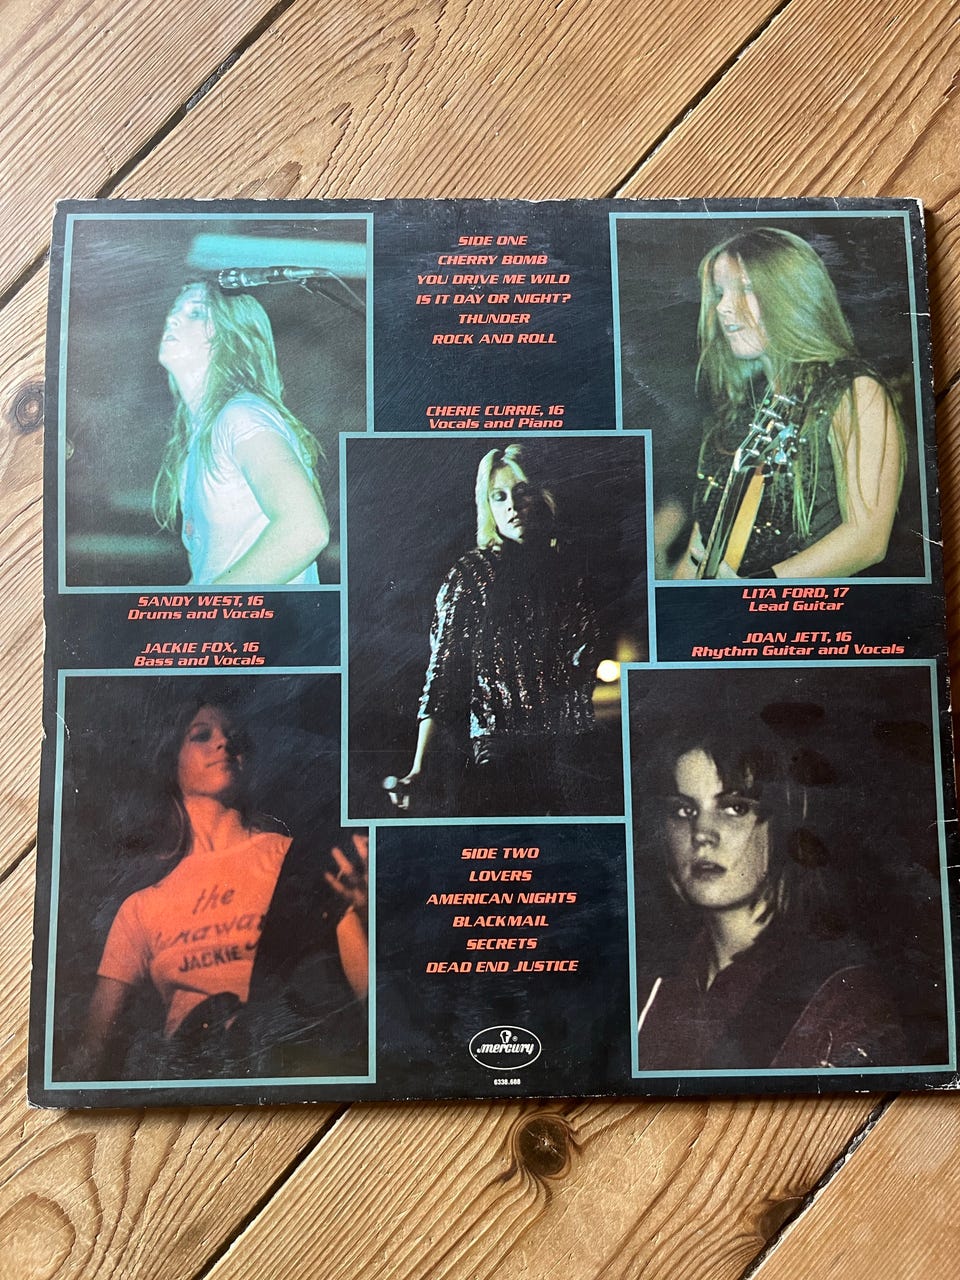 SIDE ONE
CHERRY BOMB
YOU DRIVE ME WILD
IS IT DAY OR NIGHT?
THUNDER
ROCK AND ROLL
CHERIE CURRIE, 16
Vocals and Piano
SANDY WEST, 16
Drums and Vocals
LITA FORD, 17
Lead Guitar
JACKIE FOX, 16
Bass and Vocals
JOAN JETT, 16
Rhythm Guitar and Vocals
the
JACKIE
SIDE TWO
LOVERS
AMERICAN NIGHTS
BLACKMAIL
SECRETS
DEAD END JUSTICE
mercury
6338.688